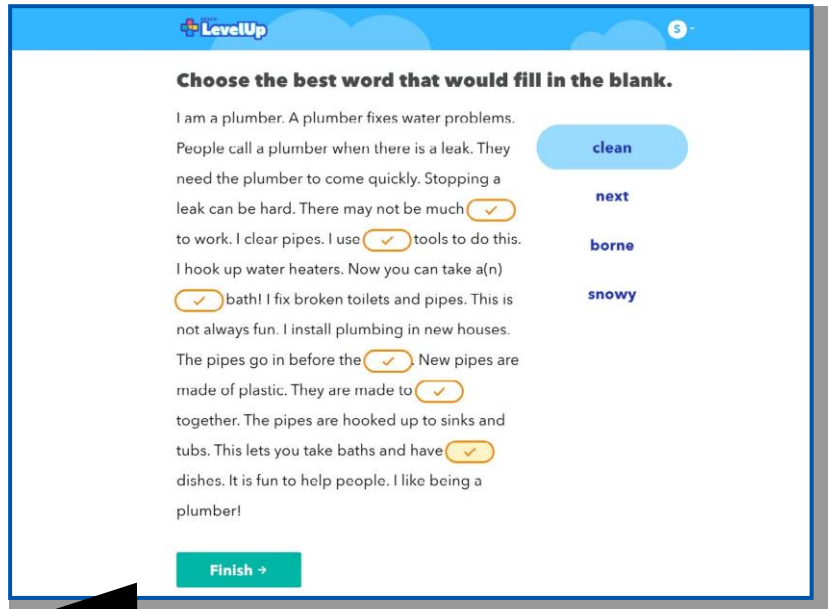 LevelUp
S
Choose the best word that would fill in the blank.
I am a plumber. A plumber fixes water problems.
People call a plumber when there is a leak. They
need the plumber to come quickly. Stopping a
leak can be hard. There may not be much
to work. I clear pipes. I use tools to do this.
I hook up water heaters. Now you can take a(n)
bath! I fix broken toilets and pipes. This is
not always fun. I install plumbing in new houses.
The pipes go in before the . New pipes are
made of plastic. They are made to
together. The pipes are hooked up to sinks and
tubs. This lets you take baths and have
dishes. It is fun to help people. I like being a
plumber!
clean
next
borne
snowy
Finish →